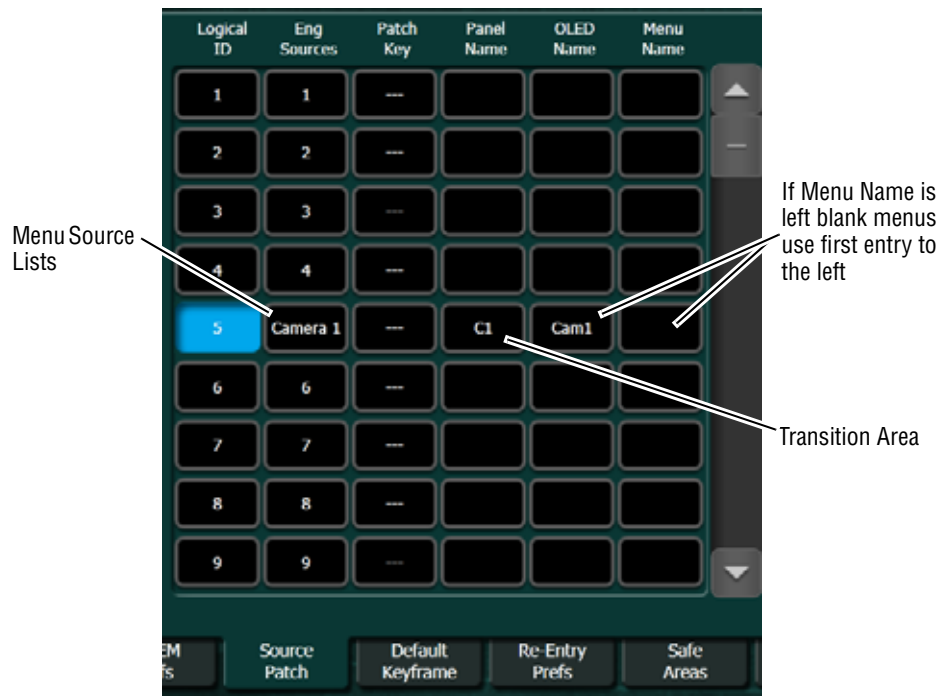 Logical ID
Eng Sources
Patch Key
Panel Name
OLED Name
Menu Name
1 1 ---
2 2 ---
3 3 ---
4 4 ---
5 Camera 1 --- C1 Cam1
6 6 ---
7 7 ---
8 8 ---
9 9 ---
Menu Source
Lists
If Menu Name is
left blank menus
use first entry to
the left
Transition Area
Source
Patch
Default
Keyframe
Re-Entry
Prefs
Safe
Areas